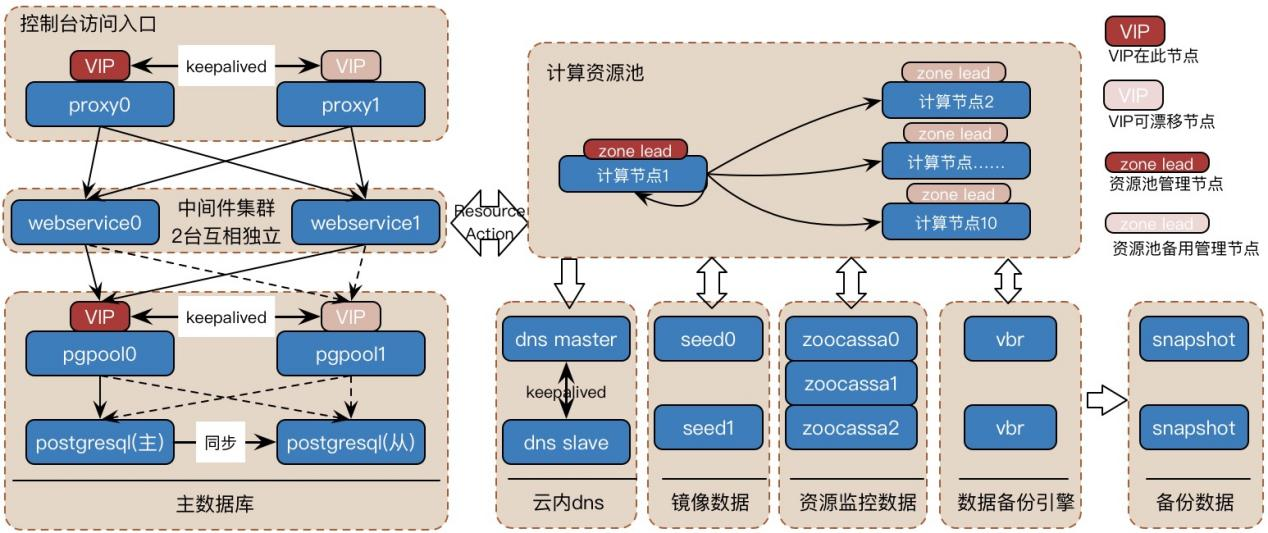 控制台访问入口
VIP
keepalived
VIP
proxy0
proxy1
webservice0
中间件集群
2台互相独立
webservice1
VIP
keepalived
VIP
pgpool0
pgpool1
postgresql(主)
同步
postgresql(从)
主数据库
Resource
Action
计算资源池
zone lead
计算节点1
zone lead
计算节点2
zone lead
计算节点……
zone lead
计算节点10
dns master
keepalived
dns slave
云内dns
seed0
seed1
镜像数据
zoocassa0
zoocassa1
zoocassa2
资源监控数据
vbr
vbr
数据备份引擎
snapshot
snapshot
备份数据
VIP
VIP在此节点
VIP
VIP可漂移节点
zone lead
资源池管理节点
zone lead
资源池备用管理节点